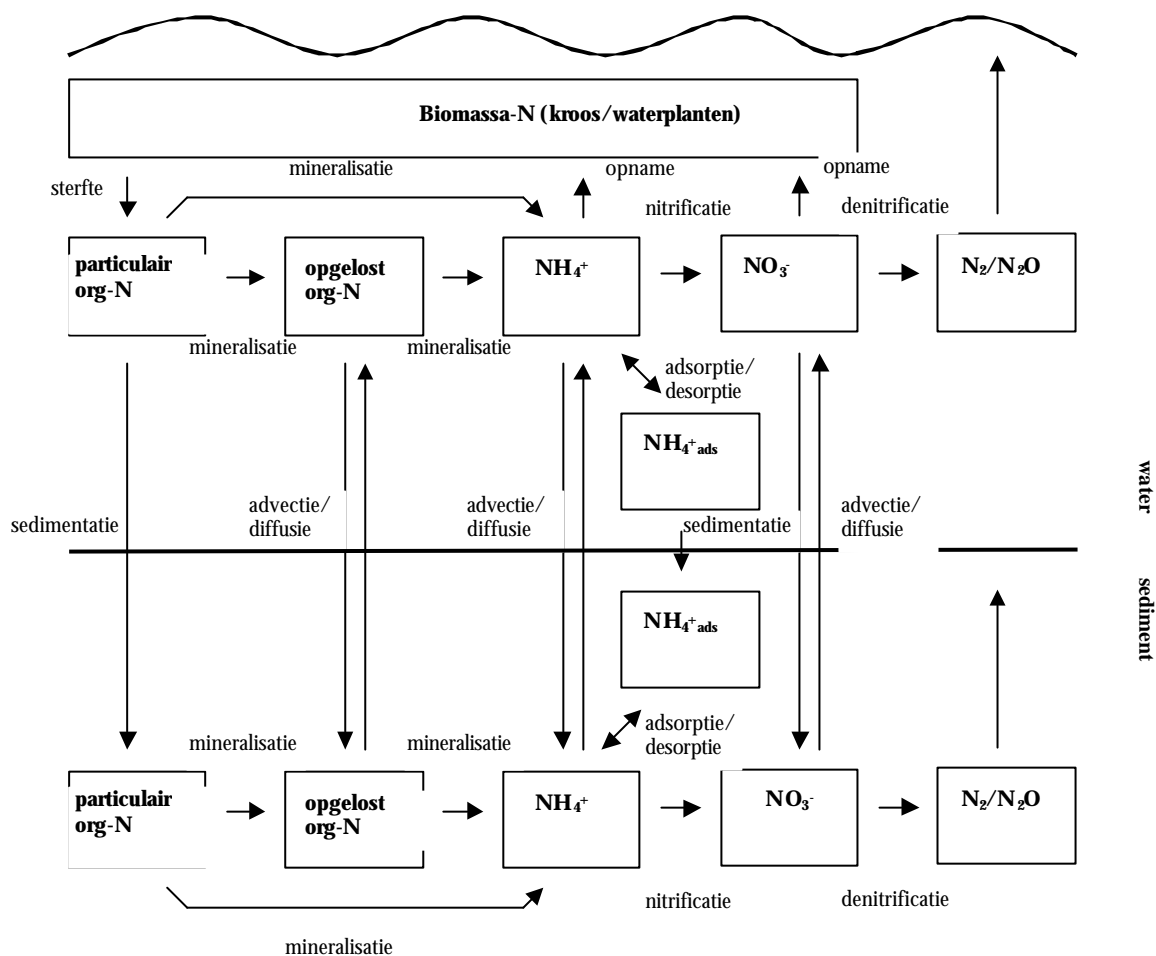 Biomassa-N (kroos/waterplanten)
mineralisatie
opname
opname
sterfte
nitrificatie
denitrificatie
particulair
org-N
opgelost
org-N
NH₄⁺
NO₃⁻
N₂/N₂O
mineralisatie
mineralisatie
adsorptie/
desorptie
NH₄⁺ads
water
sedimentatie
advectie/
diffusie
advectie/
diffusie
sedimentatie
advectie/
diffusie
sediment
NH₄⁺ads
adsorptie/
desorptie
mineralisatie
mineralisatie
particulair
org-N
opgelost
org-N
NH₄⁺
NO₃⁻
N₂/N₂O
nitrificatie
denitrificatie
mineralisatie